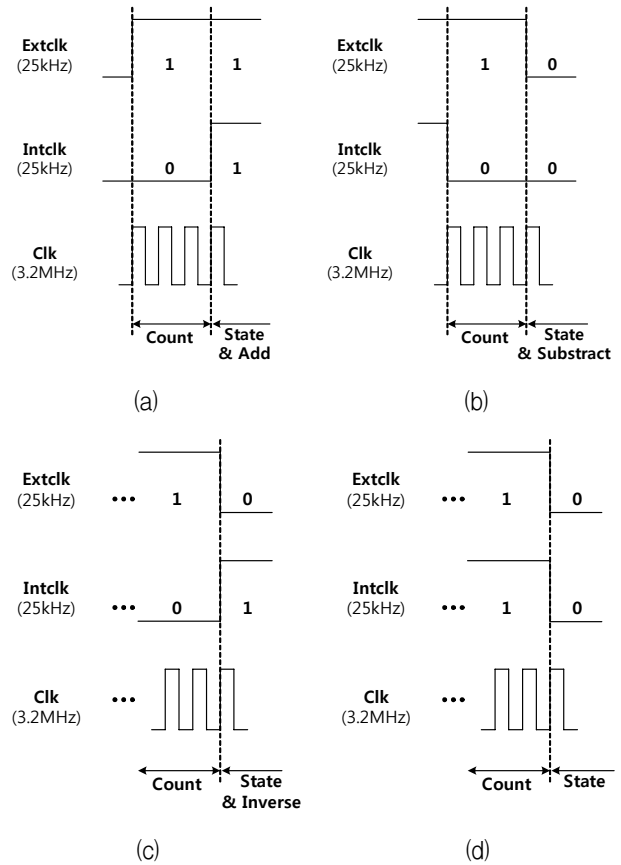 Extclk
(25kHz)
1 1
Intclk
(25kHz)
0 1
Clk
(3.2MHz)
Count
State
& Add
(a)
Extclk
(25kHz)
1 0
Intclk
(25kHz)
0 0
Clk
(3.2MHz)
Count
State
& Substract
(b)
Extclk
(25kHz)
••• 1 0
Intclk
(25kHz)
••• 0 1
Clk
(3.2MHz)
•••
Count
State
& Inverse
(c)
Extclk
(25kHz)
••• 1 0
Intclk
(25kHz)
••• 1 0
Clk
(3.2MHz)
•••
Count
State
(d)